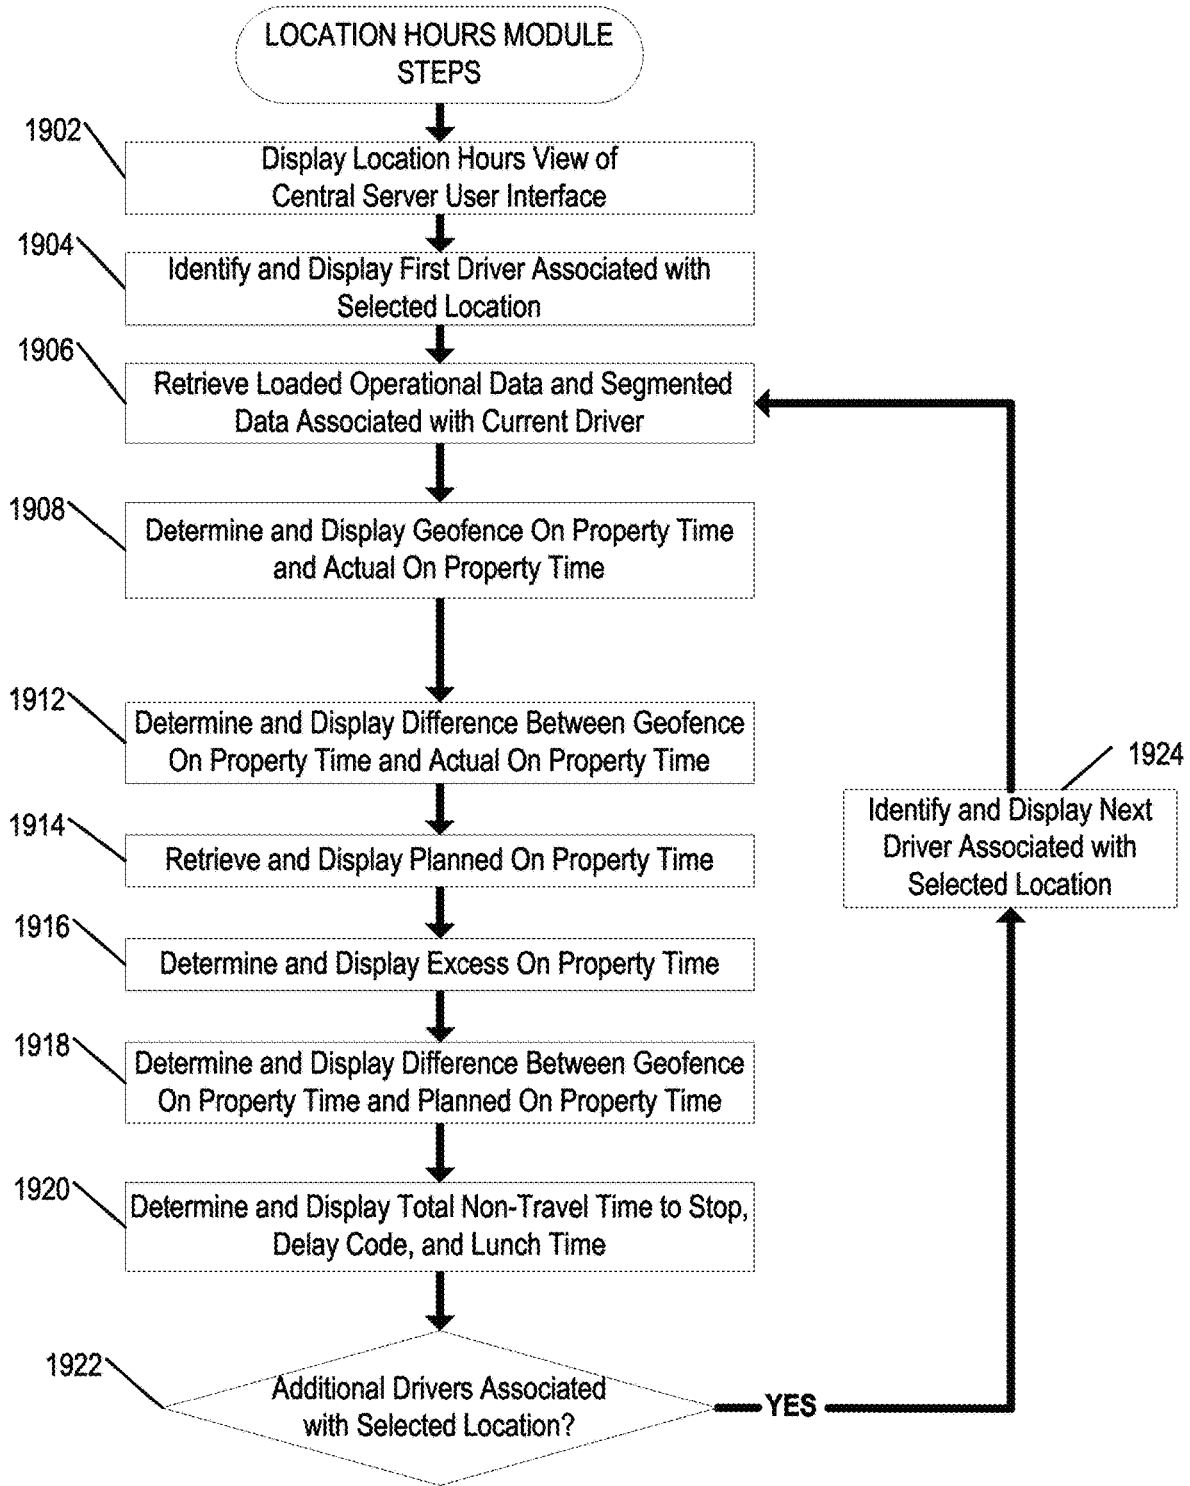 LOCATION HOURS MODULE
STEPS
1902
Display Location Hours View of
Central Server User Interface
1904
Identify and Display First Driver Associated with
Selected Location
1906
Retrieve Loaded Operational Data and Segmented
Data Associated with Current Driver
1908
Determine and Display Geofence On Property Time
and Actual On Property Time
1912
Determine and Display Difference Between Geofence
On Property Time and Actual On Property Time
1914
Retrieve and Display Planned On Property Time
1916
Determine and Display Excess On Property Time
1918
Determine and Display Difference Between Geofence
On Property Time and Planned On Property Time
1920
Determine and Display Total Non-Travel Time to Stop,
Delay Code, and Lunch Time
1922
Additional Drivers Associated
with Selected Location?
YES
1924
Identify and Display Next
Driver Associated with
Selected Location